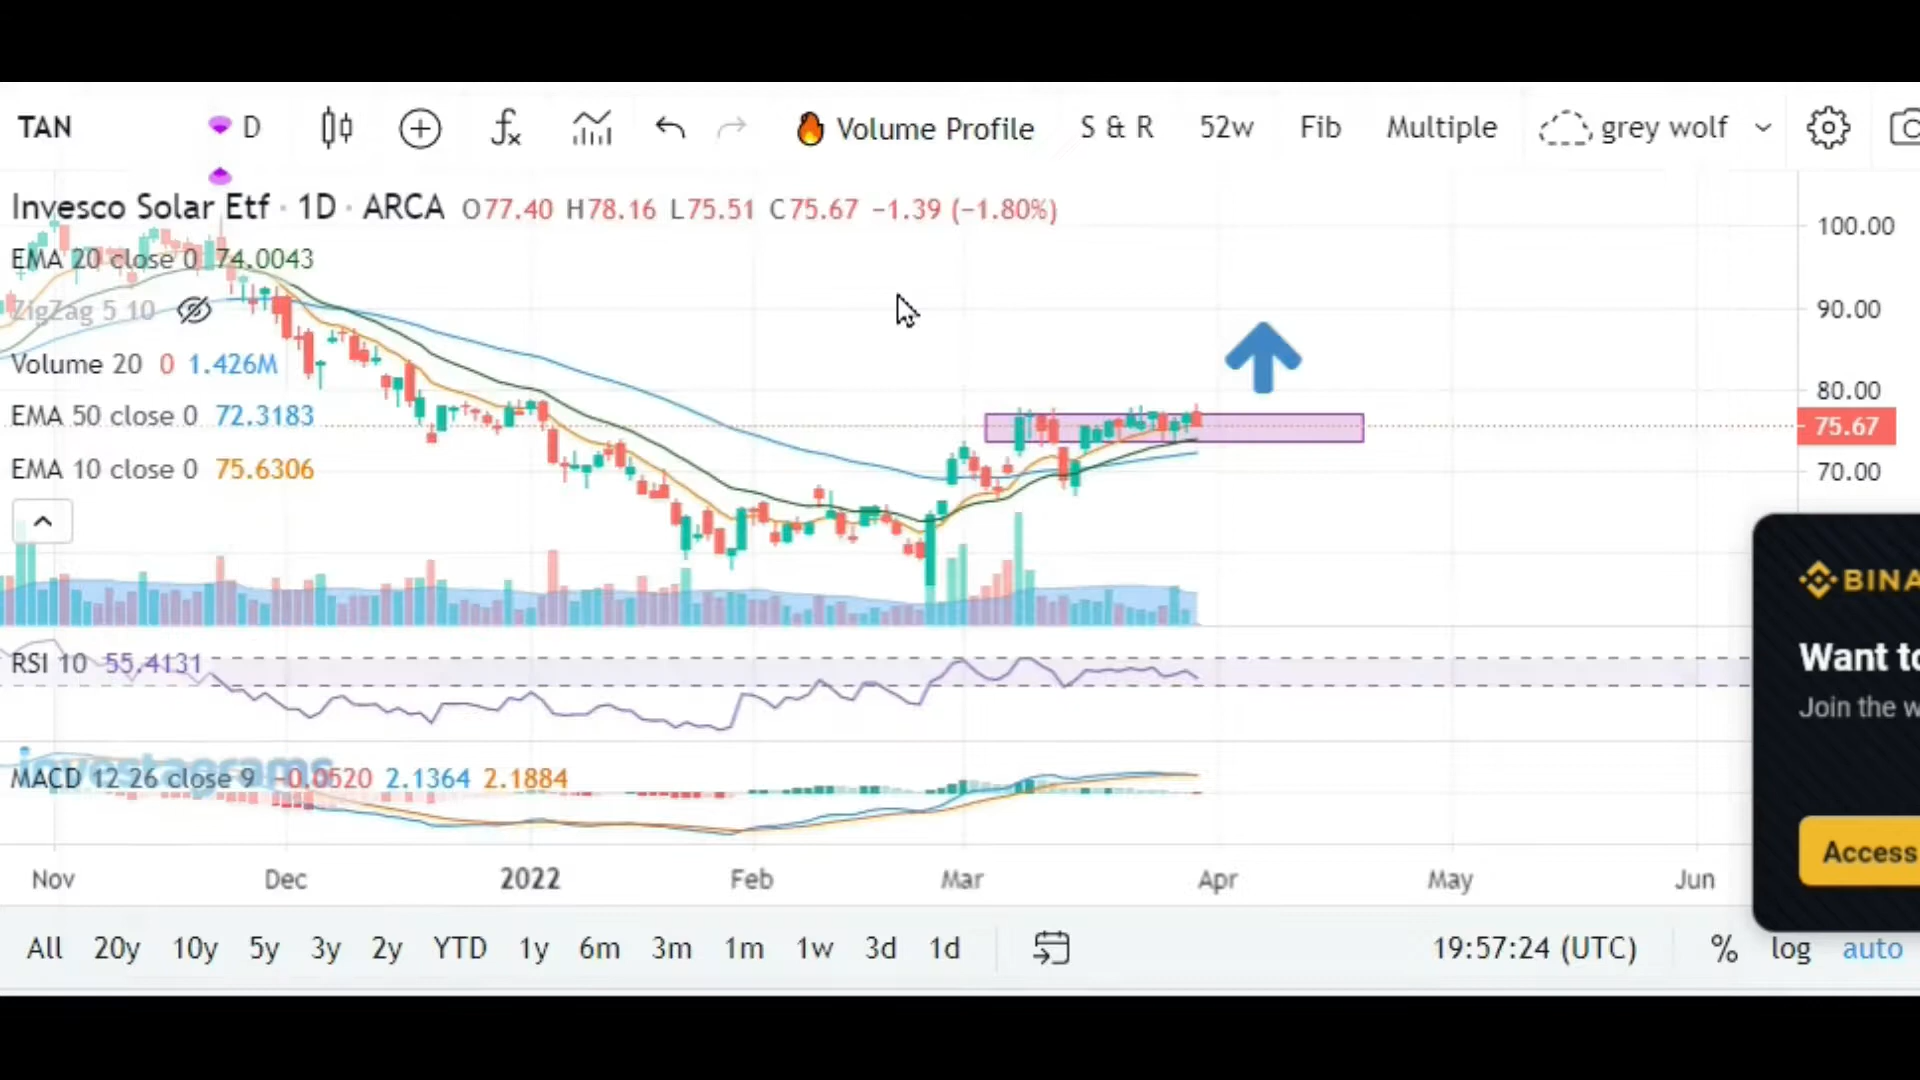 TAN D fx Volume Profile S & R 52w Fib Multiple grey wolf
Invesco Solar Etf · 1D · ARCA O77.40 H78.16 L75.51 C75.67 −1.39 (−1.80%)
100.00
EMA 20 close 0 74.0043
ZigZag 5 10
90.00
Volume 20 0 1.426M
80.00
EMA 50 close 0 72.3183
75.67
EMA 10 close 0 75.6306
70.00
BINA
Want to
Join the w
Access
RSI 10 55.4131
investagrams
MACD 12 26 close 9 −0.0520 2.1364 2.1884
Nov Dec 2022 Feb Mar Apr May Jun
All 20y 10y 5y 3y 2y YTD 1y 6m 3m 1m 1w 3d 1d 19:57:24 (UTC) % log auto